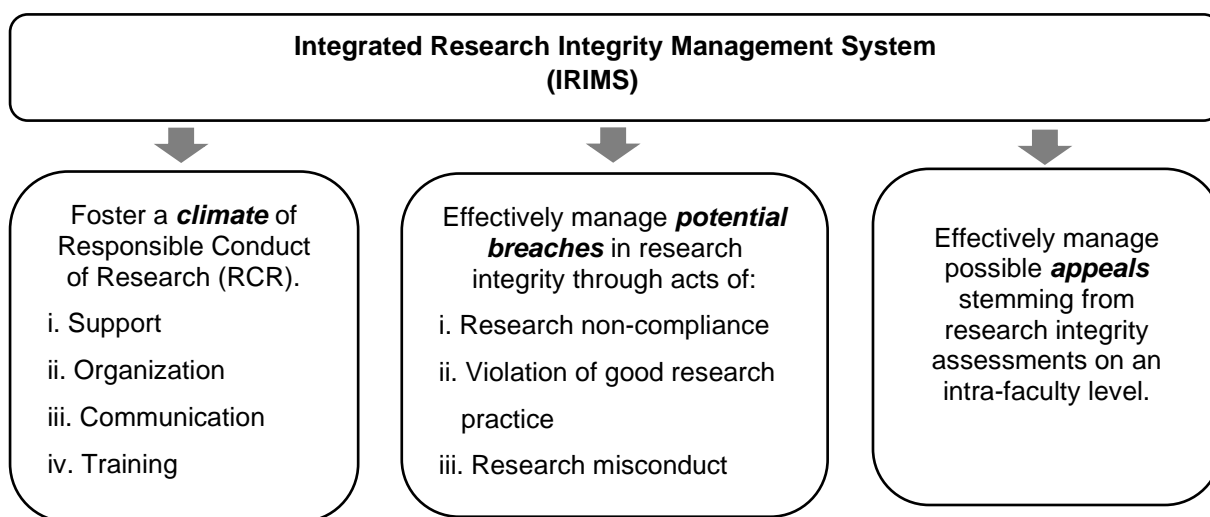 Integrated Research Integrity Management System
(IRIMS)
Foster a climate of
Responsible Conduct
of Research (RCR).
i. Support
ii. Organization
iii. Communication
iv. Training
Effectively manage potential
breaches in research
integrity through acts of:
i. Research non-compliance
ii. Violation of good research
practice
iii. Research misconduct
Effectively manage
possible appeals
stemming from
research integrity
assessments on an
intra-faculty level.